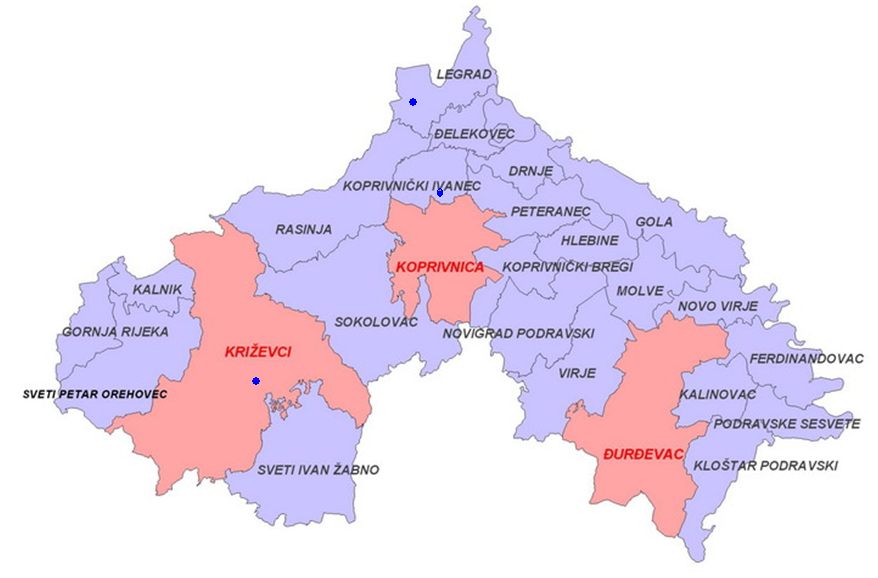 LEGRAD
ĐELEKOVEC
DRNJE
KOPRIVNIČKI IVANEC
PETERANEC
GOLA
RASINJA
HLEBINE
KOPRIVNICA
KOPRIVNIČKI BREGI
KALNIK
MOLVE
NOVO VIRJE
SOKOLOVAC
GORNJA RIJEKA
NOVIGRAD PODRAVSKI
KRIŽEVCI
FERDINANDOVAC
VIRJE
SVETI PETAR OREHOVEC
KALINOVAC
PODRAVSKE SESVETE
ĐURĐEVAC
KLOŠTAR PODRAVSKI
SVETI IVAN ŽABNO